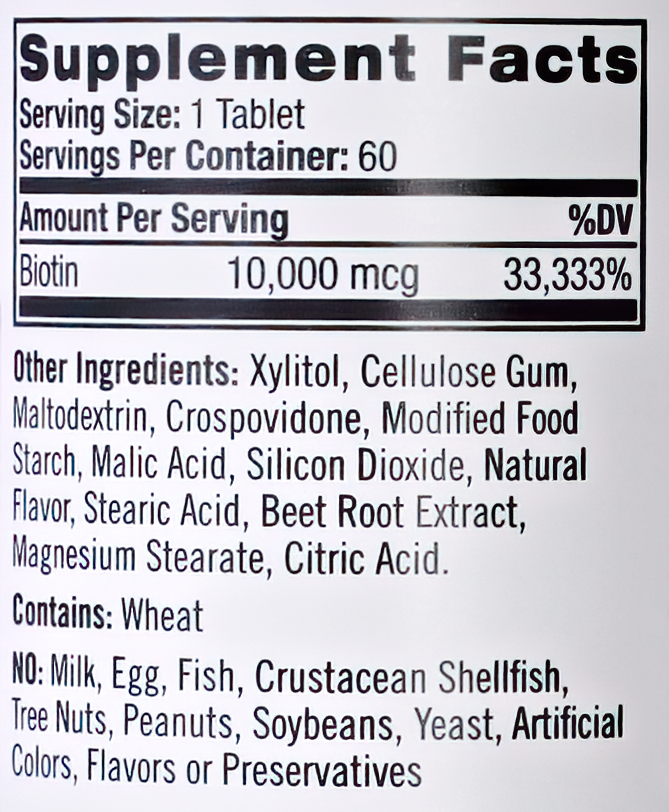 Supplement Facts
Serving Size: 1 Tablet
Servings Per Container: 60
Amount Per Serving %DV
Biotin 10,000 mcg 33,333%
Other Ingredients: Xylitol, Cellulose Gum,
Maltodextrin, Crospovidone, Modified Food
Starch, Malic Acid, Silicon Dioxide, Natural
Flavor, Stearic Acid, Beet Root Extract,
Magnesium Stearate, Citric Acid.
Contains: Wheat
NO: Milk, Egg, Fish, Crustacean Shellfish,
Tree Nuts, Peanuts, Soybeans, Yeast, Artificial
Colors, Flavors or Preservatives